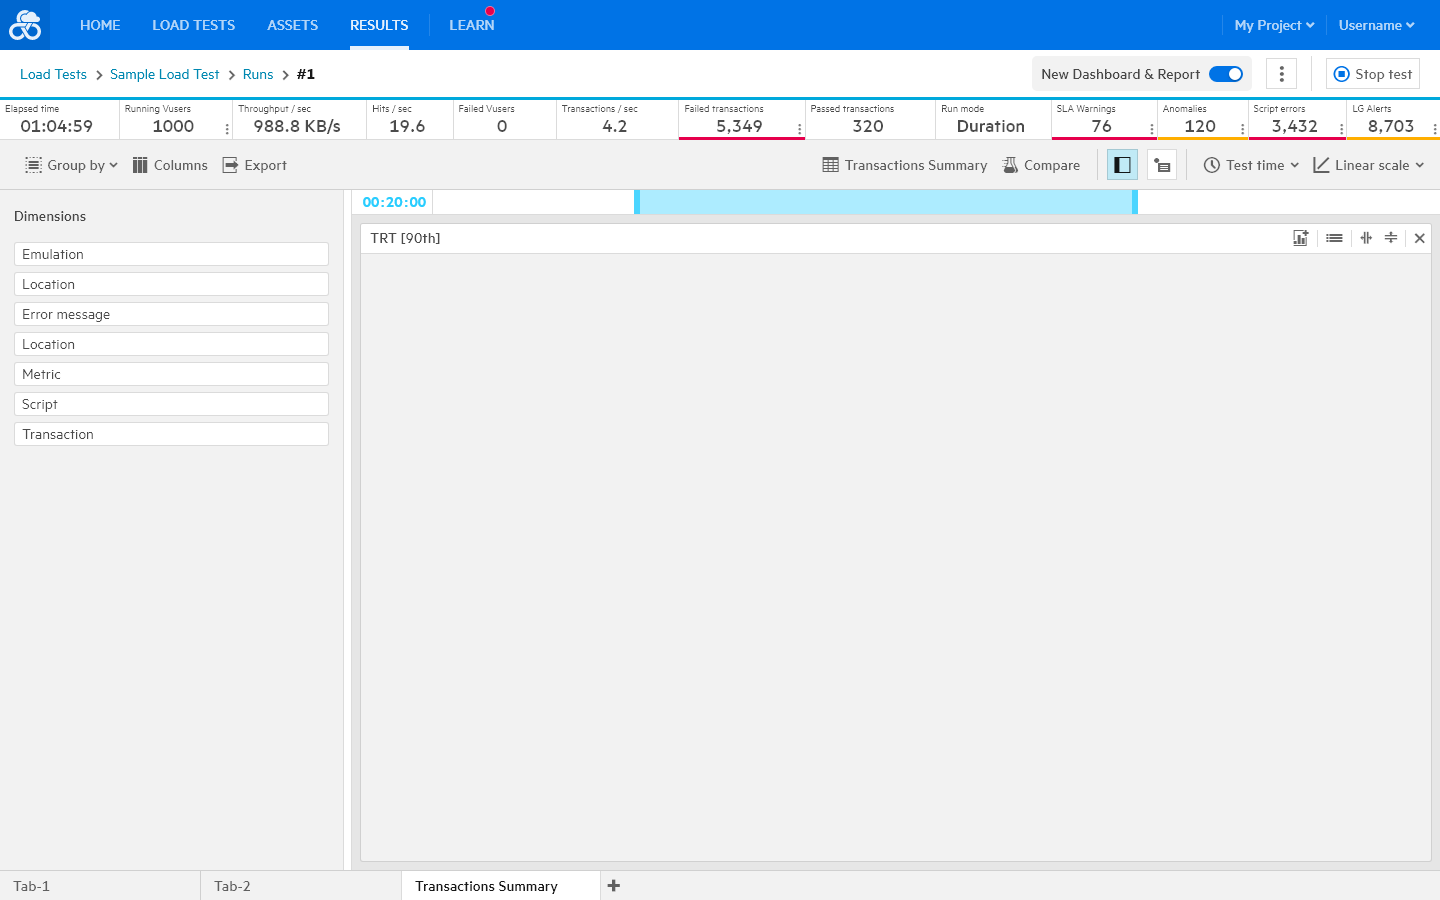 HOME LOAD TESTS ASSETS RESULTS LEARN My Project Username
Load Tests > Sample Load Test > Runs > #1 New Dashboard & Report Stop test
Elapsed time Running Vusers Throughput / sec Hits / sec Failed Vusers Transactions / sec Failed transactions Passed transactions Run mode SLA Warnings Anomalies Script errors LG Alerts
01:04:59 1000 988.8 KB/s 19.6 0 4.2 5,349 320 Duration 76 120 3,432 8,703
Group by Columns Export Transactions Summary Compare Test time Linear scale
00:20:00
Dimensions
TRT [90th]
Emulation
Location
Error message
Location
Metric
Script
Transaction
Tab-1 Tab-2 Transactions Summary